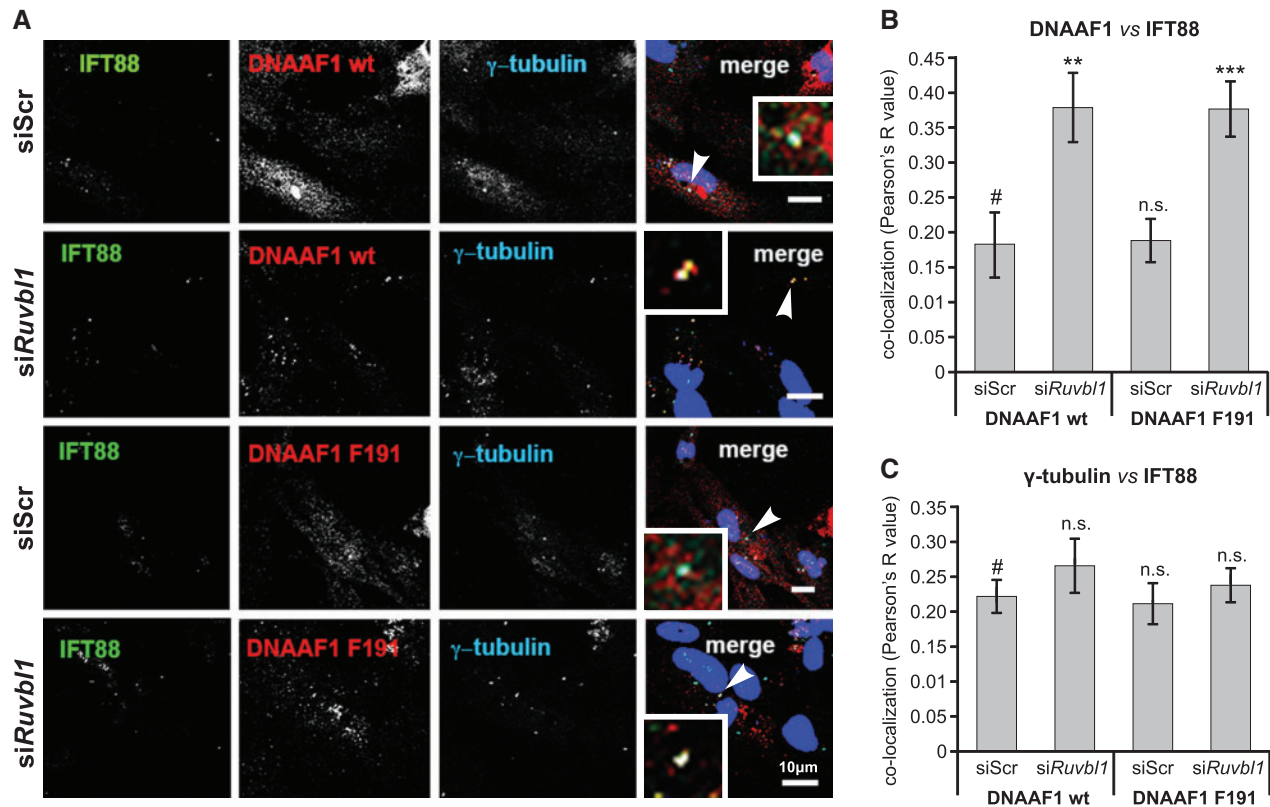 A
siScr
IFT88
DNAAF1 wt
γ–tubulin
merge
siRuvbl1
IFT88
DNAAF1 wt
γ–tubulin
merge
siScr
IFT88
DNAAF1 F191
γ–tubulin
merge
siRuvbl1
IFT88
DNAAF1 F191
γ–tubulin
merge
10μm
B
DNAAF1 vs IFT88
co-localization (Pearson's R value)
0.45
0.40
0.35
0.30
0.25
0.20
0.15
0.01
0.05
0
#
**
n.s.
***
siScr
siRuvbl1
siScr
siRuvbl1
DNAAF1 wt
DNAAF1 F191
C
γ-tubulin vs IFT88
co-localization (Pearson's R value)
0.35
0.30
0.25
0.20
0.15
0.01
0.05
0
#
n.s.
n.s.
n.s.
siScr
siRuvbl1
siScr
siRuvbl1
DNAAF1 wt
DNAAF1 F191